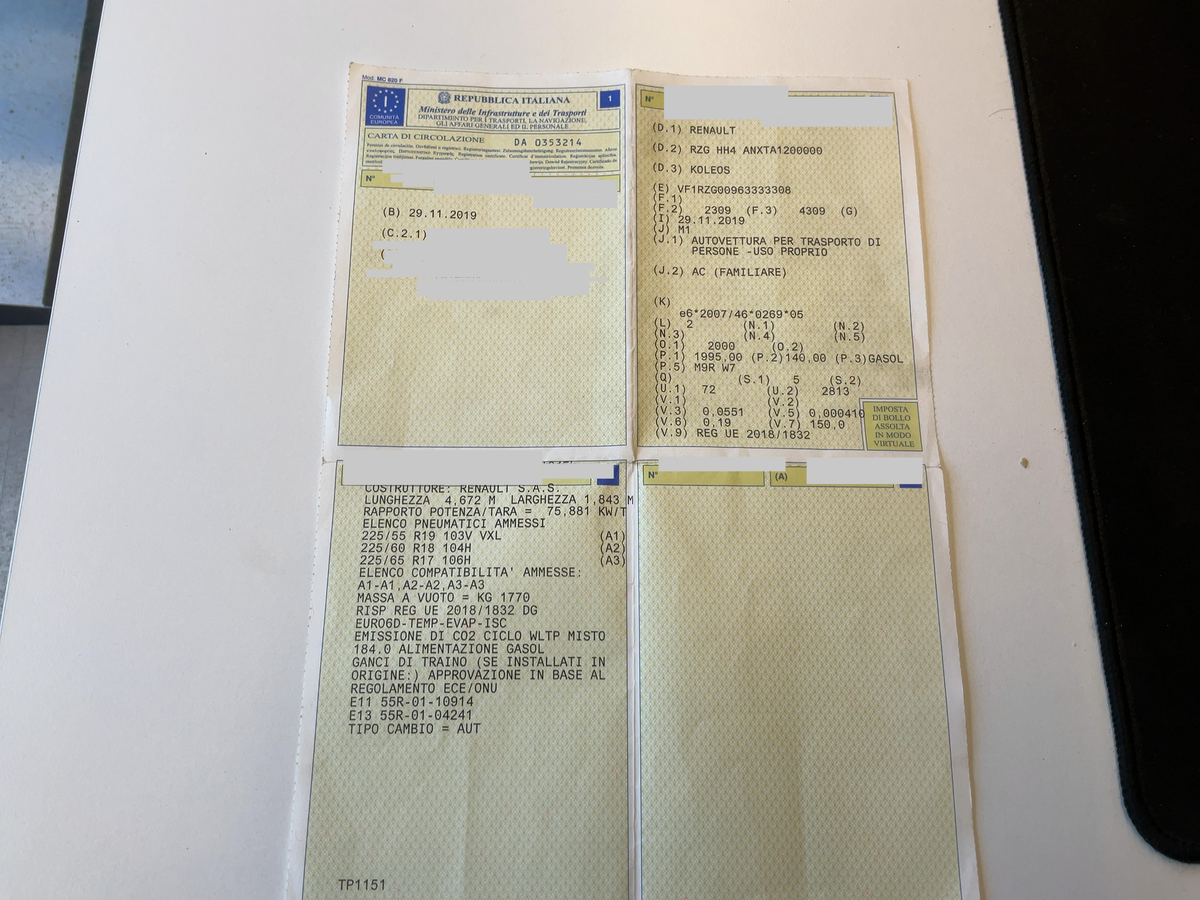 Mod. MC 820 F
I
COMUNITÀ
EUROPEA
REPUBBLICA ITALIANA
1
Ministero delle Infrastrutture e dei Trasporti
DIPARTIMENTO PER I TRASPORTI, LA NAVIGAZIONE,
GLI AFFARI GENERALI ED IL PERSONALE
CARTA DI CIRCOLAZIONE DA 0353214
N°
(B) 29.11.2019
(C.2.1)
(
N°
(D.1) RENAULT
(D.2) RZG HH4 ANXTA1200000
(D.3) KOLEOS
(E) VF1RZG00963333308
(F.1)
(F.2) 2309 (F.3) 4309 (G)
(I) 29.11.2019
(J) M1
(J.1) AUTOVETTURA PER TRASPORTO DI
PERSONE -USO PROPRIO
(J.2) AC (FAMILIARE)
(K)
e6*2007/46*0269*05
(L) 2 (N.1) (N.2)
(N.3) (N.4) (N.5)
(O.1) 2000 (O.2)
(P.1) 1995,00 (P.2)140,00 (P.3)GASOL
(P.5) M9R W7
(Q) (S.1) 5 (S.2)
(U.1) 72 (U.2) 2813
(V.1) (V.2)
(V.3) 0,0551 (V.5) 0,000410
(V.6) 0,19 (V.7) 150,0
(V.9) REG UE 2018/1832
IMPOSTA
DI BOLLO
ASSOLTA
IN MODO
VIRTUALE
COSTRUTTORE: RENAULT S.A.S.
LUNGHEZZA 4,672 M LARGHEZZA 1,843 M
RAPPORTO POTENZA/TARA = 75,881 KW/T
ELENCO PNEUMATICI AMMESSI
225/55 R19 103V VXL (A1)
225/60 R18 104H (A2)
225/65 R17 106H (A3)
ELENCO COMPATIBILITA' AMMESSE:
A1-A1,A2-A2,A3-A3
MASSA A VUOTO = KG 1770
RISP REG UE 2018/1832 DG
EURO6D-TEMP-EVAP-ISC
EMISSIONE DI CO2 CICLO WLTP MISTO
184.0 ALIMENTAZIONE GASOL
GANCI DI TRAINO (SE INSTALLATI IN
ORIGINE:) APPROVAZIONE IN BASE AL
REGOLAMENTO ECE/ONU
E11 55R-01-10914
E13 55R-01-04241
TIPO CAMBIO = AUT
TP1151
N°
(A)